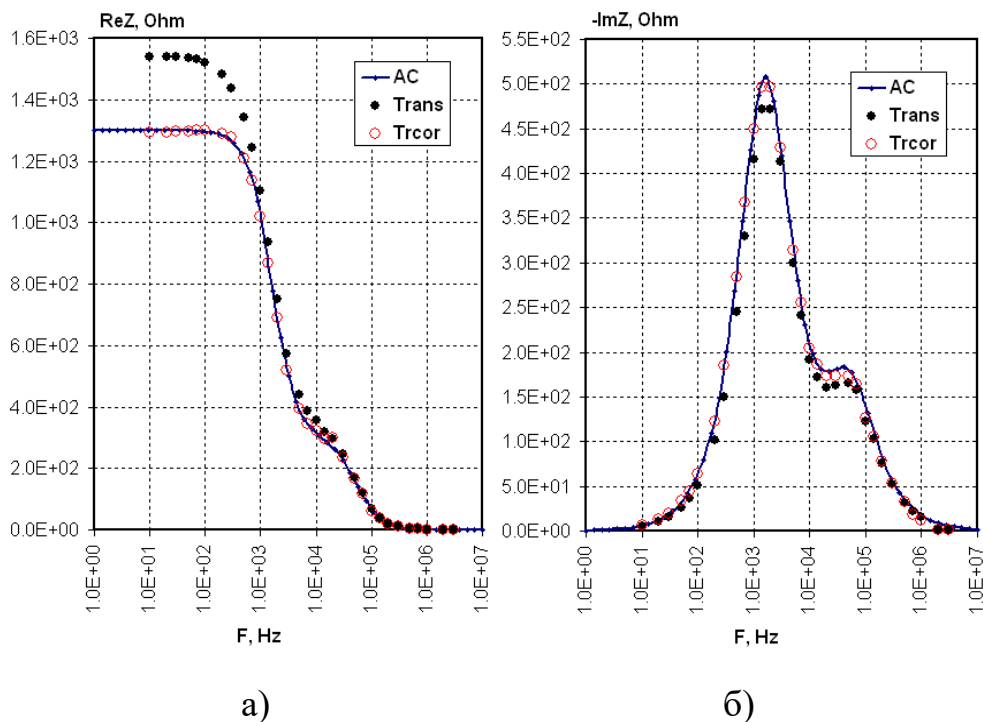 ReZ, Ohm
1.6E+03
1.4E+03
1.2E+03
1.0E+03
8.0E+02
6.0E+02
4.0E+02
2.0E+02
0.0E+00
AC
Trans
Trcor
1.0E+00
1.0E+01
1.0E+02
1.0E+03
1.0E+04
1.0E+05
1.0E+06
1.0E+07
F, Hz
а)
-ImZ, Ohm
5.5E+02
5.0E+02
4.5E+02
4.0E+02
3.5E+02
3.0E+02
2.5E+02
2.0E+02
1.5E+02
1.0E+02
5.0E+01
0.0E+00
AC
Trans
Trcor
1.0E+00
1.0E+01
1.0E+02
1.0E+03
1.0E+04
1.0E+05
1.0E+06
1.0E+07
F, Hz
б)